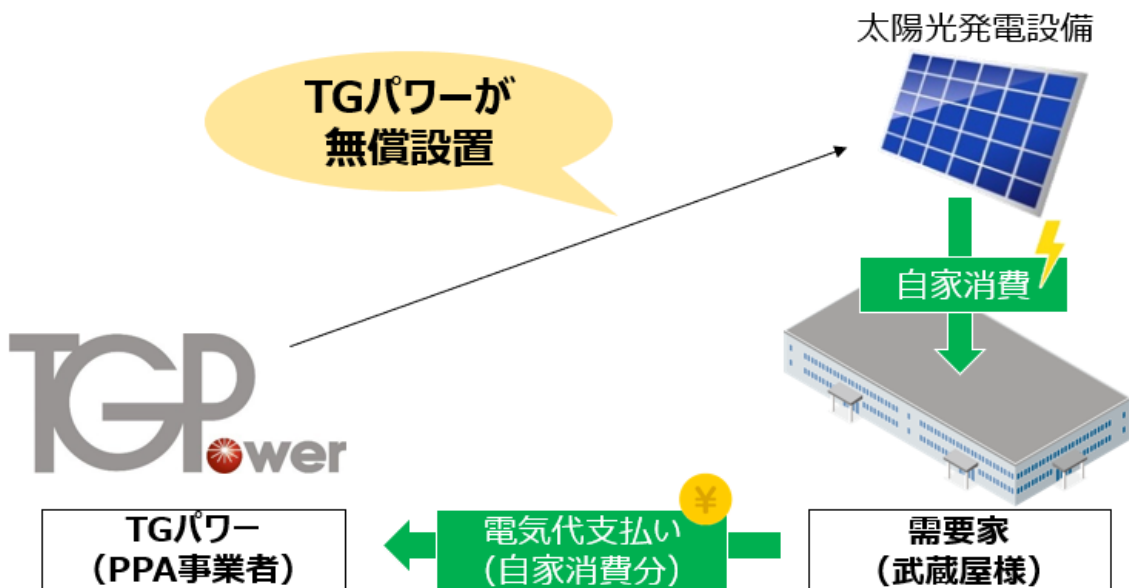 太陽光発電設備
TGパワーが
無償設置
自家消費
TGPower
¥
TGパワー
（PPA事業者）
電気代支払い
（自家消費分）
需要家
（武蔵屋様）